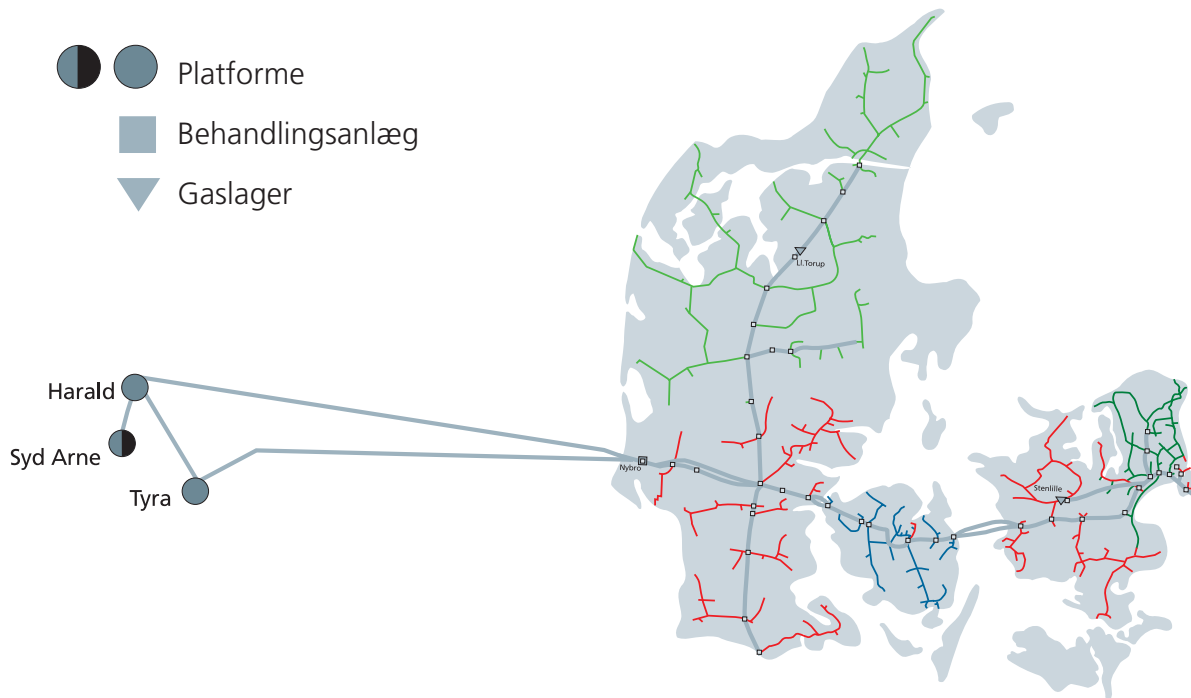 Platforme
Behandlingsanlæg
Gaslager
Ll.Torup
Harald
Syd Arne
Tyra
Nybro
Stenlille